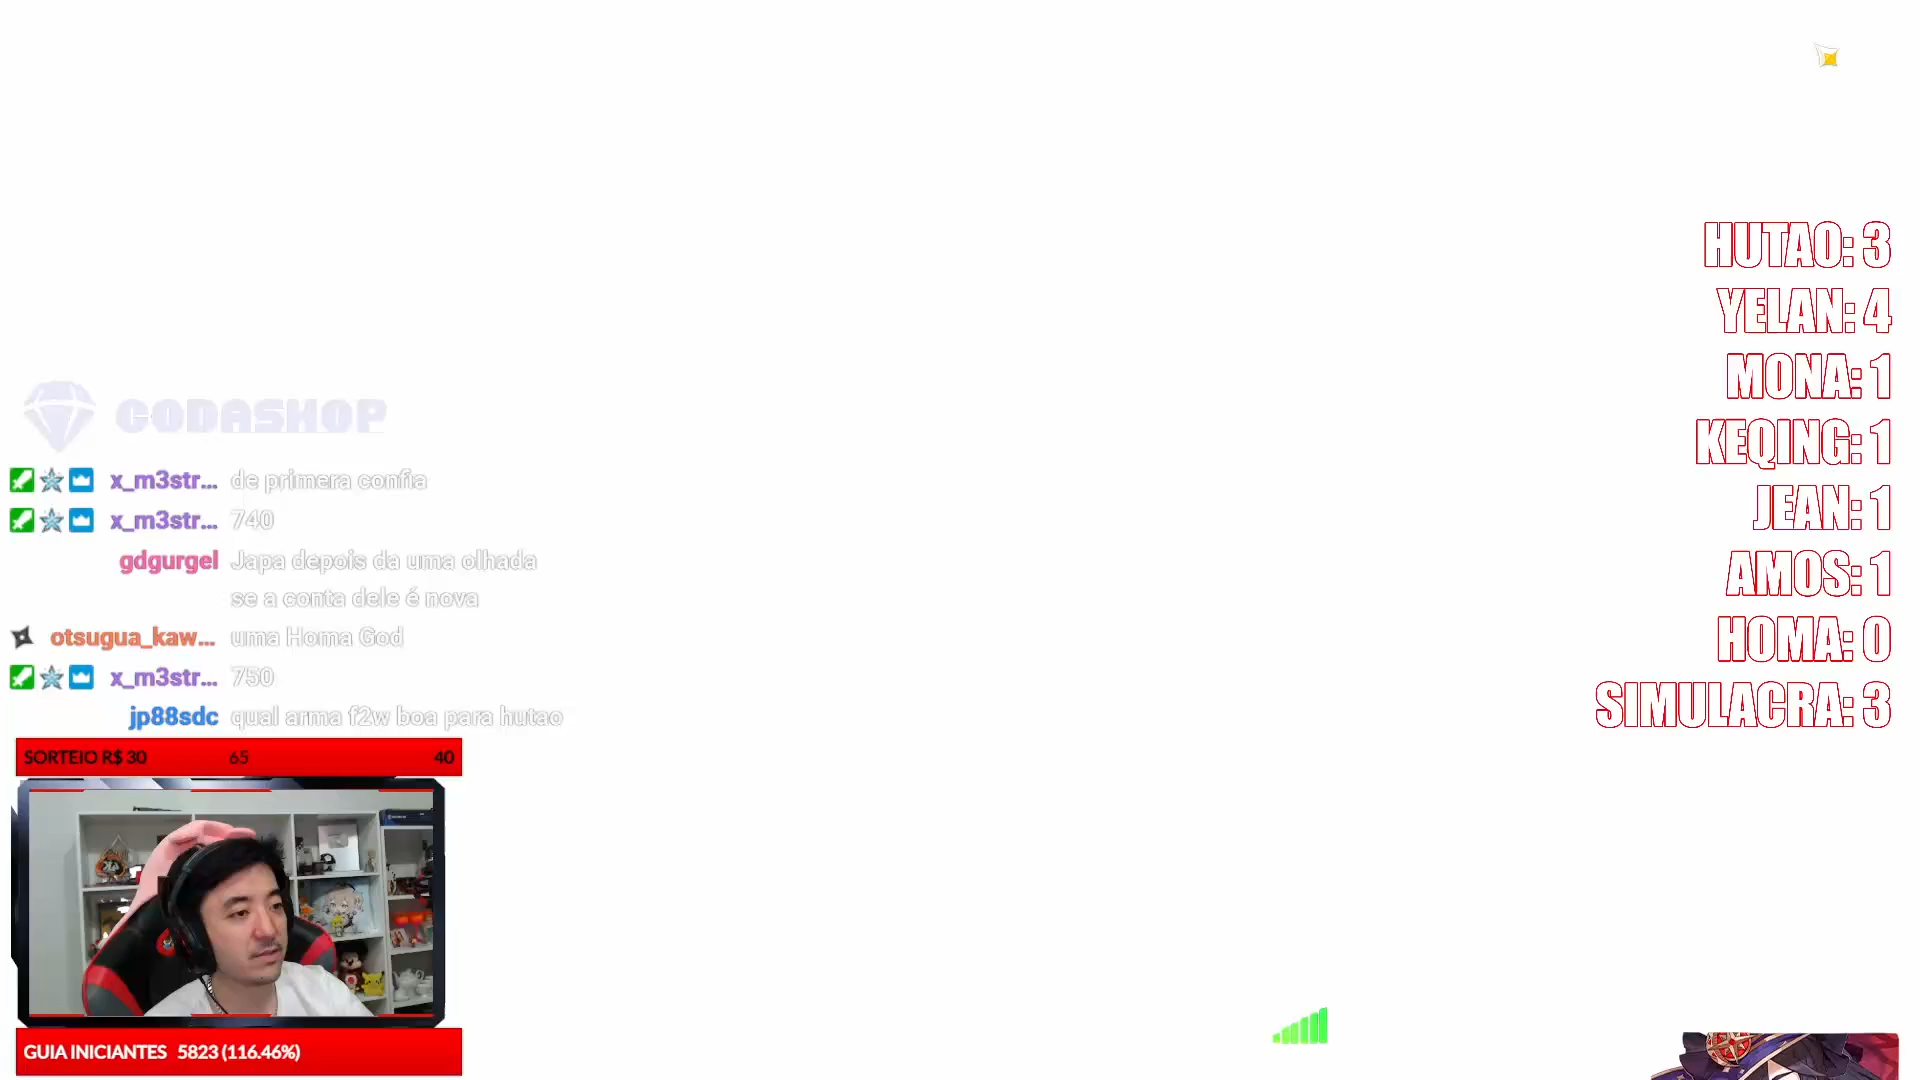 HUTAO: 3
YELAN: 4
MONA: 1
KEQING: 1
JEAN: 1
AMOS: 1
HOMA: 0
SIMULACRA: 3
CODASHOP
x_m3str... de primera confia
x_m3str... 740
gdgurgel Japa depois da uma olhada
se a conta dele é nova
otsugua_kaw... uma Homa God
x_m3str... 750
jp88sdc qual arma f2w boa para hutao
SORTEIO R$ 30 65 40
GUIA INICIANTES 5823 (116.46%)